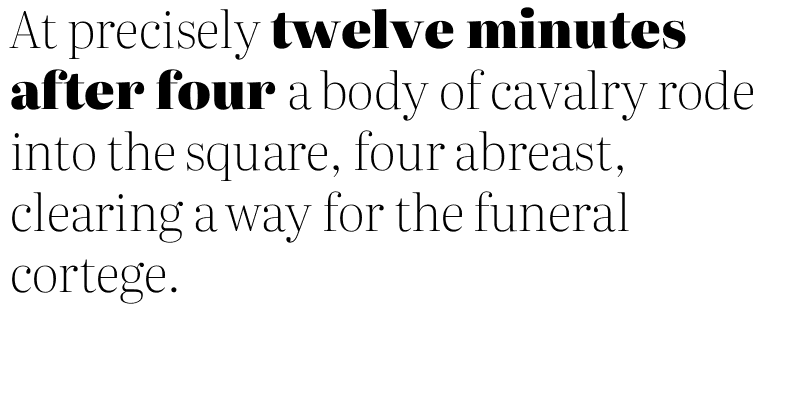 At precisely twelve minutes
after four a body of cavalry rode
into the square, four abreast,
clearing a way for the funeral
cortege.